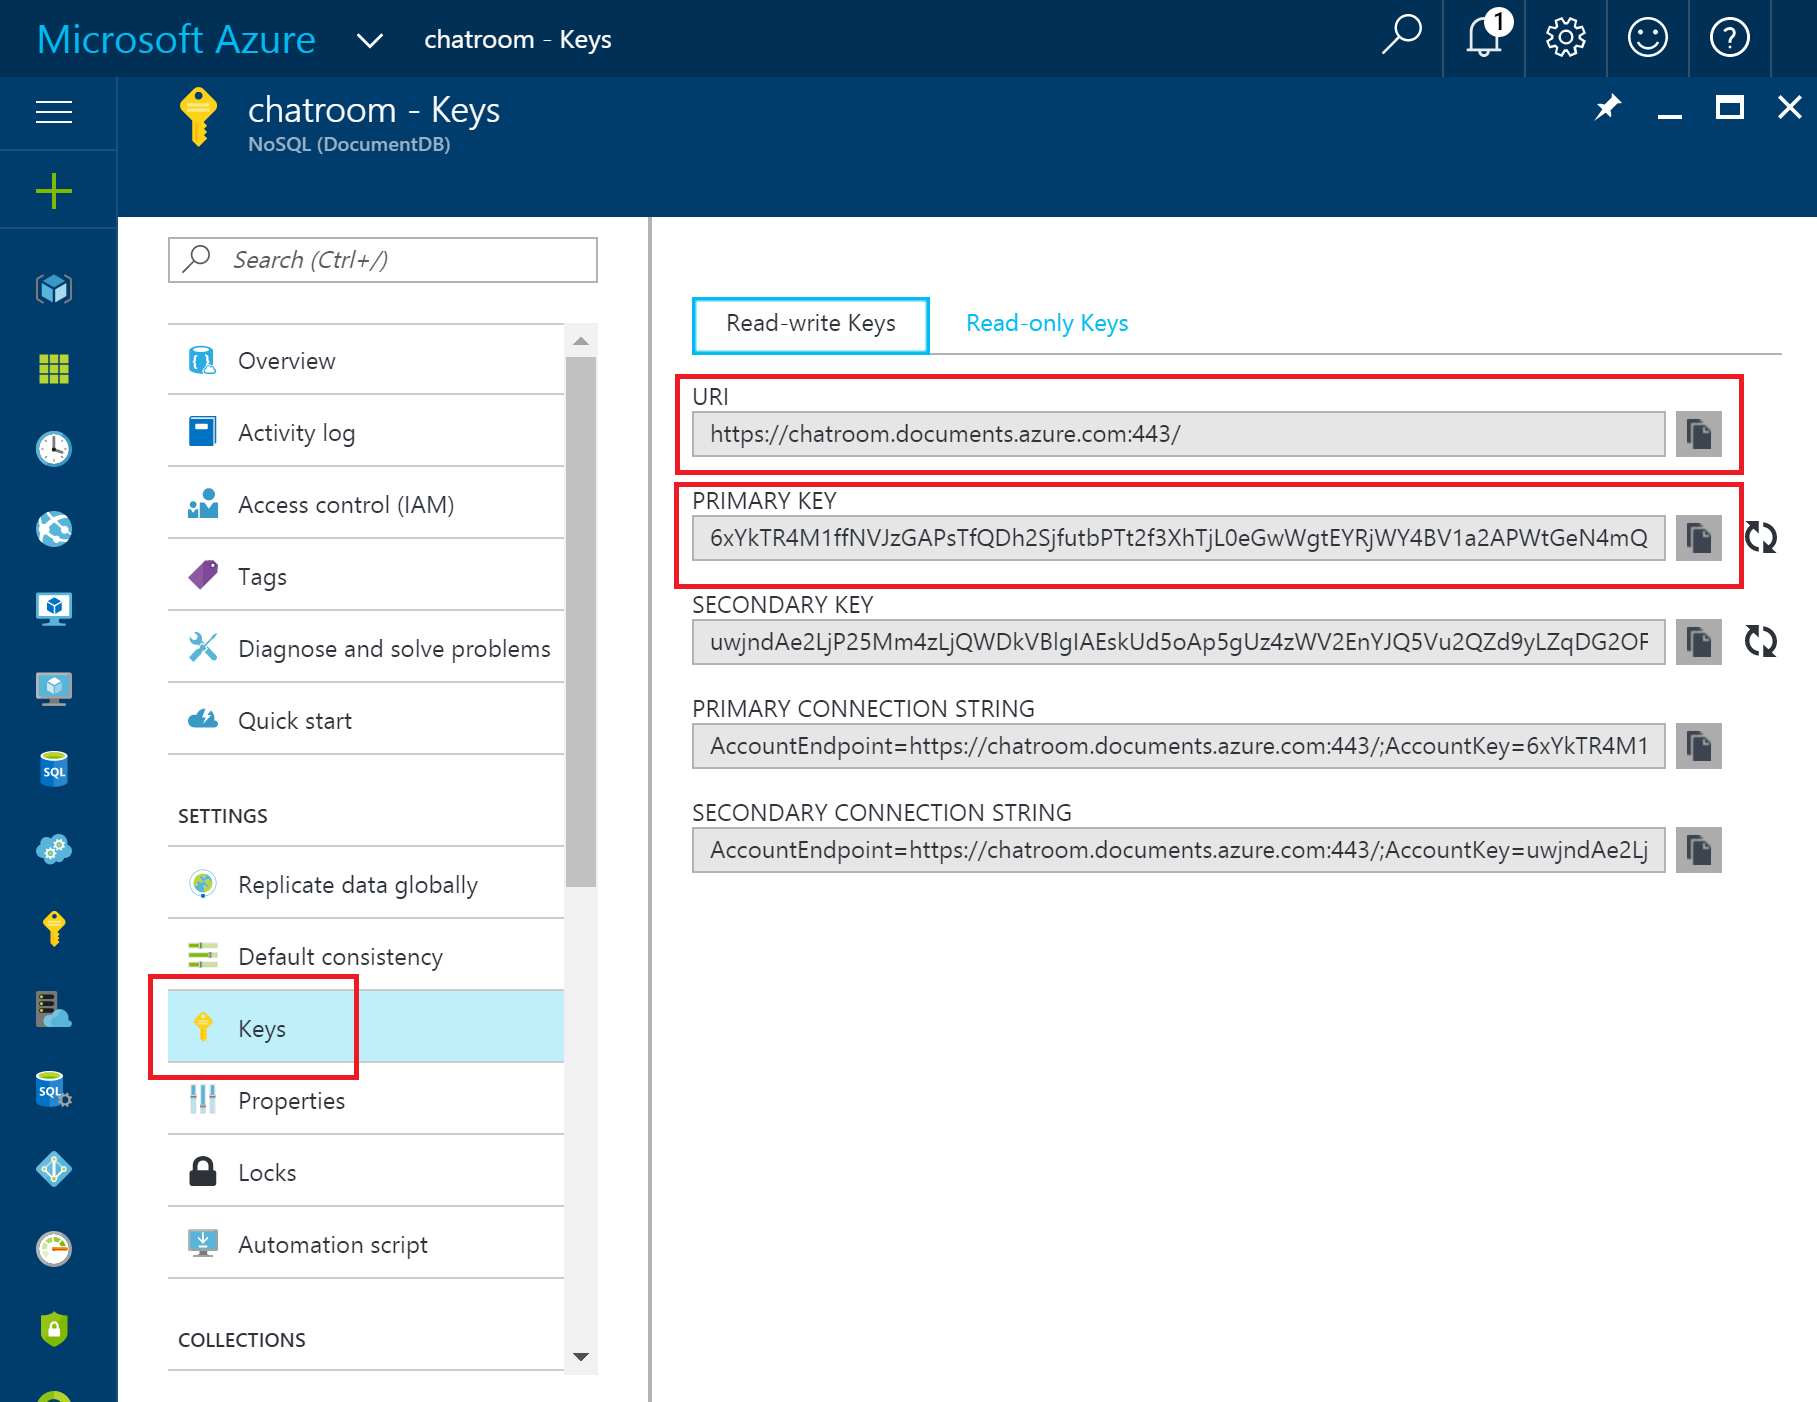 Microsoft Azure chatroom - Keys 1
chatroom - Keys
NoSQL (DocumentDB)
Search (Ctrl+/)
Overview
Activity log
Access control (IAM)
Tags
Diagnose and solve problems
Quick start
SETTINGS
Replicate data globally
Default consistency
Keys
Properties
Locks
Automation script
COLLECTIONS
Read-write Keys Read-only Keys
URI
https://chatroom.documents.azure.com:443/
PRIMARY KEY
6xYkTR4M1ffNVJzGAPsTfQDh2SjfutbPTt2f3XhTjL0eGwWgtEYRjWY4BV1a2APWtGeN4mQ
SECONDARY KEY
uwjndAe2LjP25Mm4zLjQWDkVBlgIAEskUd5oAp5gUz4zWV2EnYJQ5Vu2QZd9yLZqDG2OF
PRIMARY CONNECTION STRING
AccountEndpoint=https://chatroom.documents.azure.com:443/;AccountKey=6xYkTR4M1
SECONDARY CONNECTION STRING
AccountEndpoint=https://chatroom.documents.azure.com:443/;AccountKey=uwjndAe2Lj
SQL
SQL